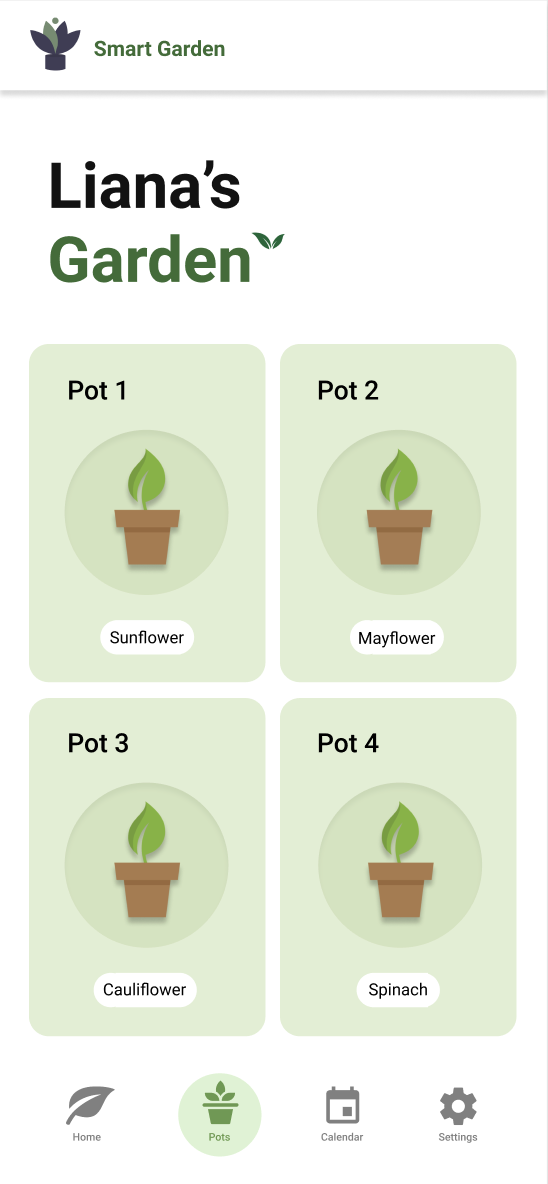 Smart Garden
Liana’s
Garden
Pot 1
Pot 2
Sunflower
Mayflower
Pot 3
Pot 4
Cauliflower
Spinach
Home
Pots
Calendar
Settings